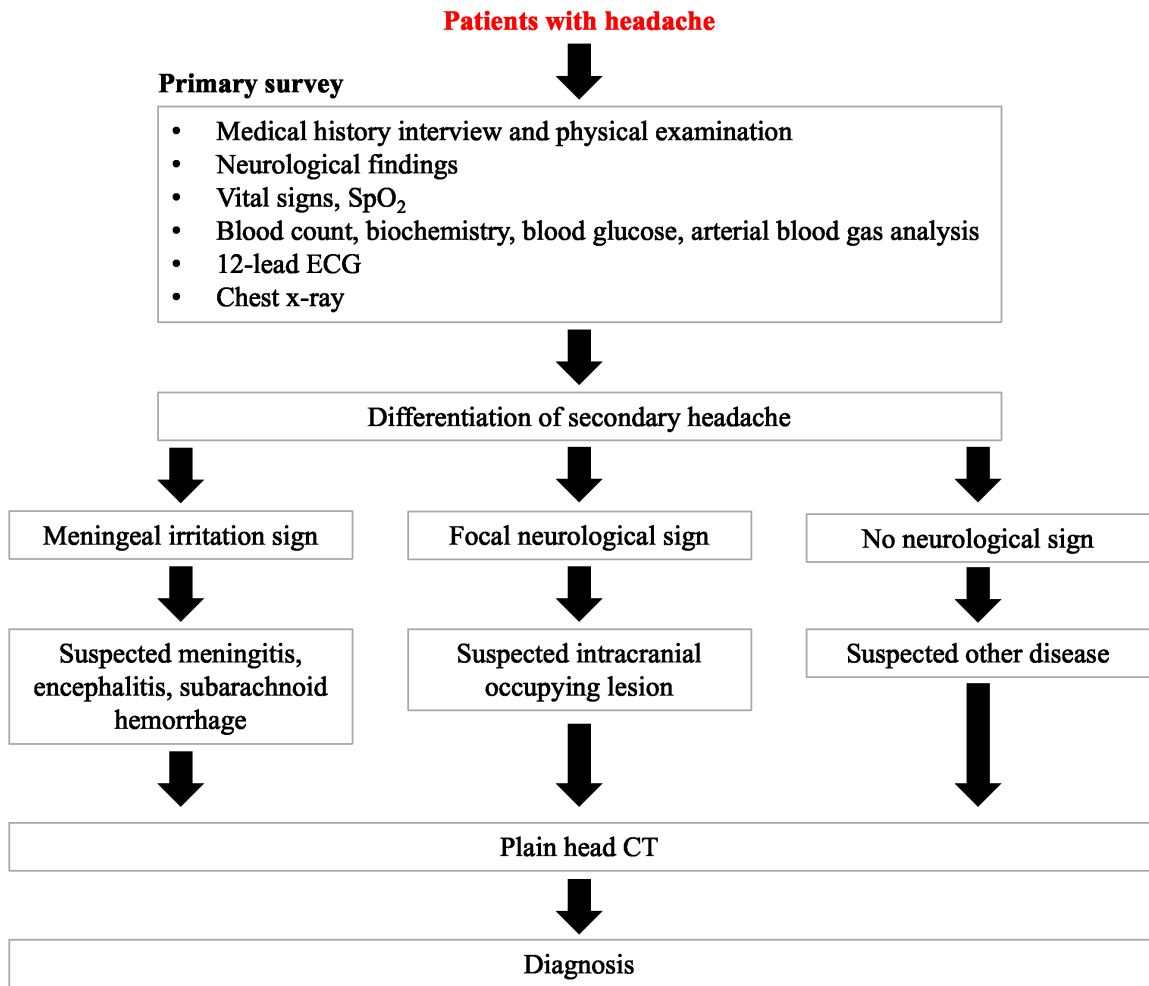 Patients with headache
Primary survey
• Medical history interview and physical examination
• Neurological findings
• Vital signs, SpO₂
• Blood count, biochemistry, blood glucose, arterial blood gas analysis
• 12-lead ECG
• Chest x-ray
Differentiation of secondary headache
Meningeal irritation sign
Focal neurological sign
No neurological sign
Suspected meningitis,
encephalitis, subarachnoid
hemorrhage
Suspected intracranial
occupying lesion
Suspected other disease
Plain head CT
Diagnosis